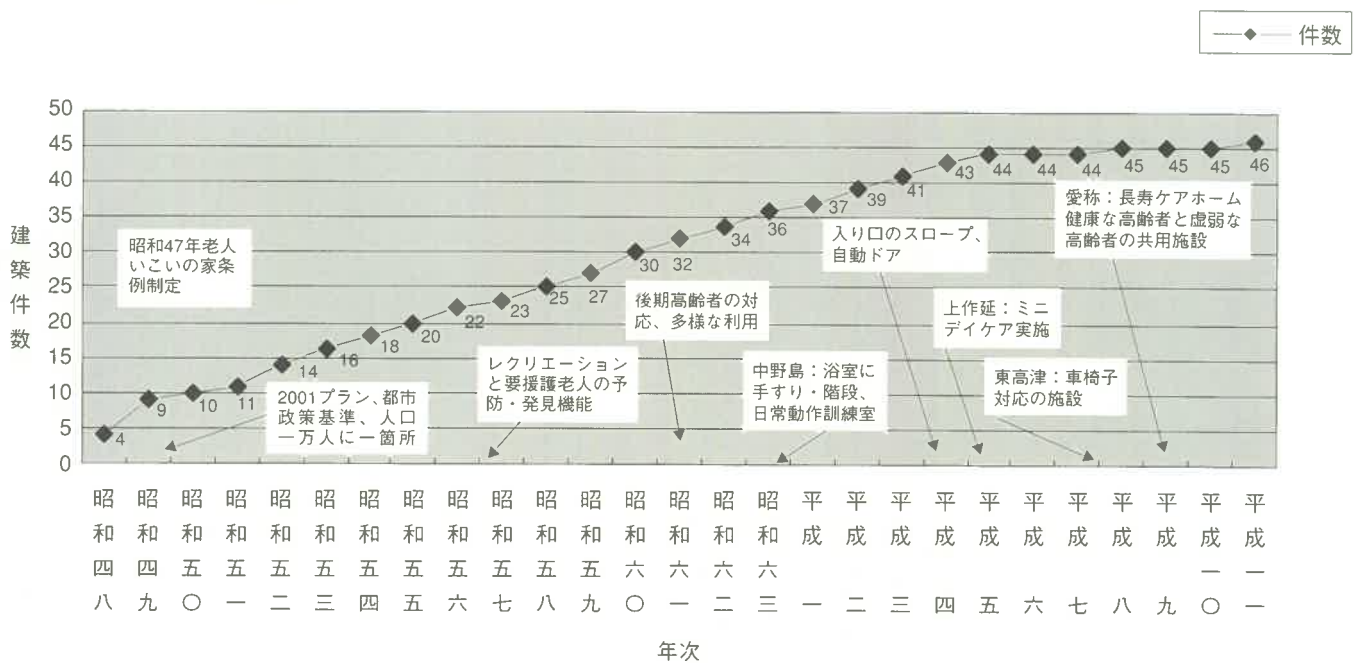 件数
建築件数
50
45
40
35
30
25
20
15
10
5
0
4
9
10
11
14
16
18
20
22
23
25
27
30
32
34
36
37
39
41
43
44
44
44
45
45
45
46
昭和47年老人
いこいの家条
例制定
2001プラン、都市
政策基準、人口
一万人に一箇所
レクリエーション
と要援護老人の予
防・発見機能
後期高齢者の対
応、多様な利用
中野島：浴室に
手すり・階段、
日常動作訓練室
入り口のスロープ、
自動ドア
上作延：ミニ
デイケア実施
東高津：車椅子
対応の施設
愛称：長寿ケアホーム
健康な高齢者と虚弱な
高齢者の共用施設
昭和四八
昭和四九
昭和五〇
昭和五一
昭和五二
昭和五三
昭和五四
昭和五五
昭和五六
昭和五七
昭和五八
昭和五九
昭和六〇
昭和六一
昭和六二
昭和六三
平成一
平成二
平成三
平成四
平成五
平成六
平成七
平成八
平成九
平成一〇
平成一一
年次